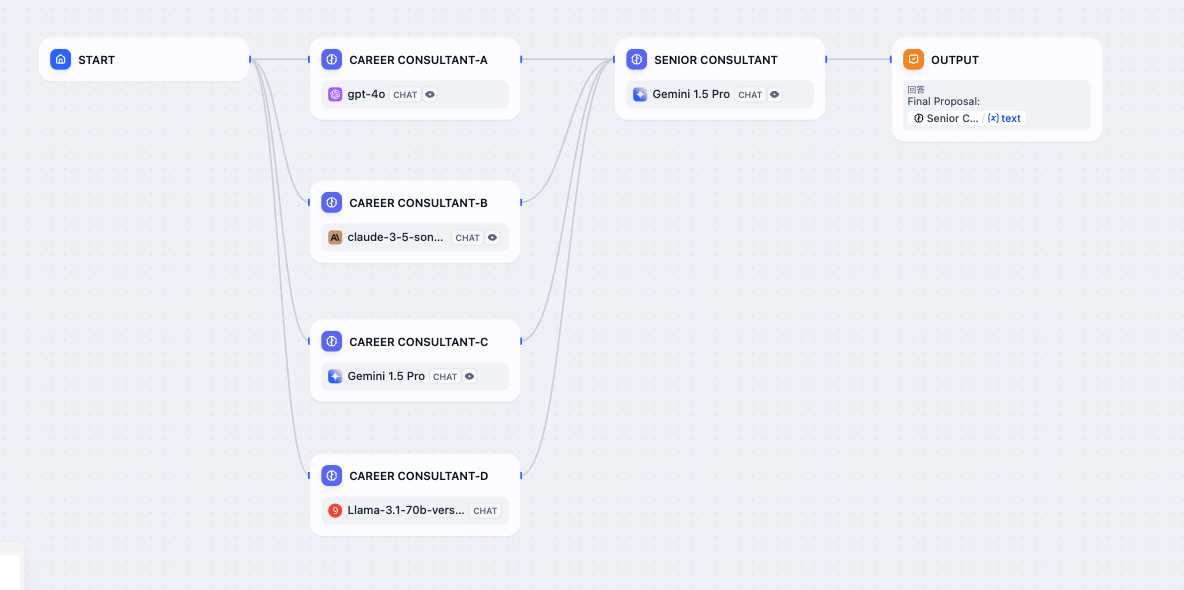 START
CAREER CONSULTANT-A
gpt-4o CHAT
SENIOR CONSULTANT
Gemini 1.5 Pro CHAT
OUTPUT
回答
Final Proposal:
Senior C... / {x} text
CAREER CONSULTANT-B
claude-3-5-son... CHAT
CAREER CONSULTANT-C
Gemini 1.5 Pro CHAT
CAREER CONSULTANT-D
Llama-3.1-70b-vers... CHAT